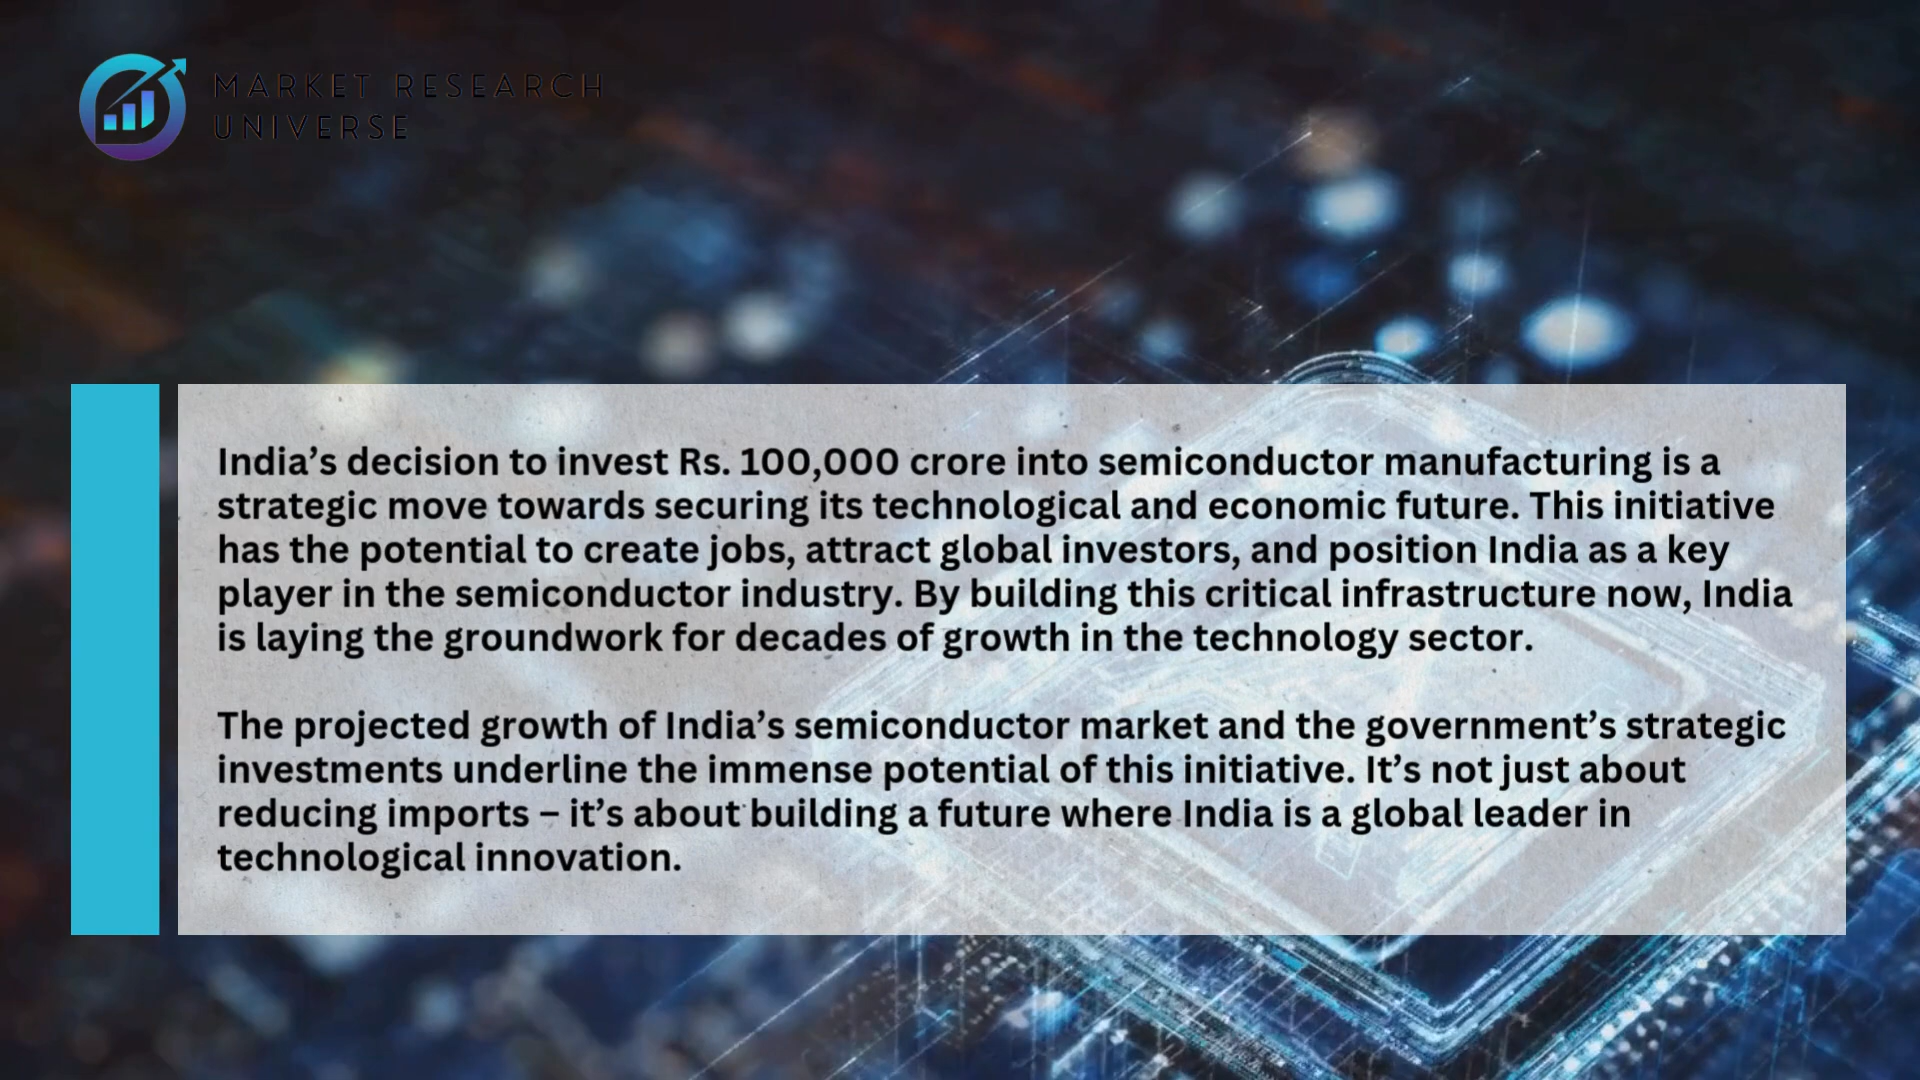 MARKET RESEARCH
UNIVERSE
India’s decision to invest Rs. 100,000 crore into semiconductor manufacturing is a
strategic move towards securing its technological and economic future. This initiative
has the potential to create jobs, attract global investors, and position India as a key
player in the semiconductor industry. By building this critical infrastructure now, India
is laying the groundwork for decades of growth in the technology sector.
The projected growth of India’s semiconductor market and the government’s strategic
investments underline the immense potential of this initiative. It’s not just about
reducing imports – it’s about building a future where India is a global leader in
technological innovation.